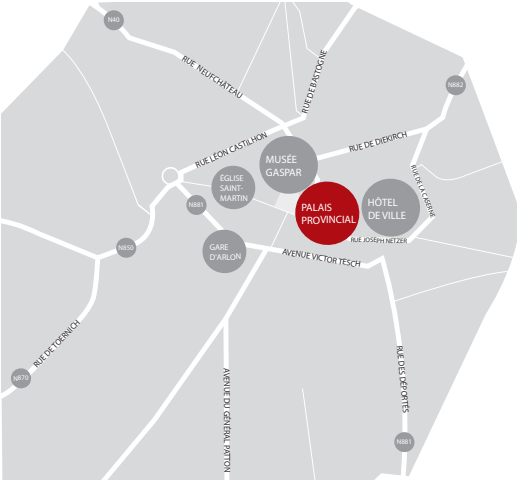 N40
RUE NEUFCHÂTEAU
RUE DE BASTOGNE
N882
RUE DE DIEKIRCH
RUE LÉON CASTILHON
MUSÉE
GASPAR
RUE DE LA CASERNE
ÉGLISE
SAINT-
MARTIN
N881
PALAIS
PROVINCIAL
HÔTEL
DE VILLE
RUE JOSEPH NETZER
N850
GARE
D'ARLON
AVENUE VICTOR TESCH
RUE DE TOERNICH
N870
AVENUE DU GÉNÉRAL PATTON
RUE DES DÉPORTÉS
N881